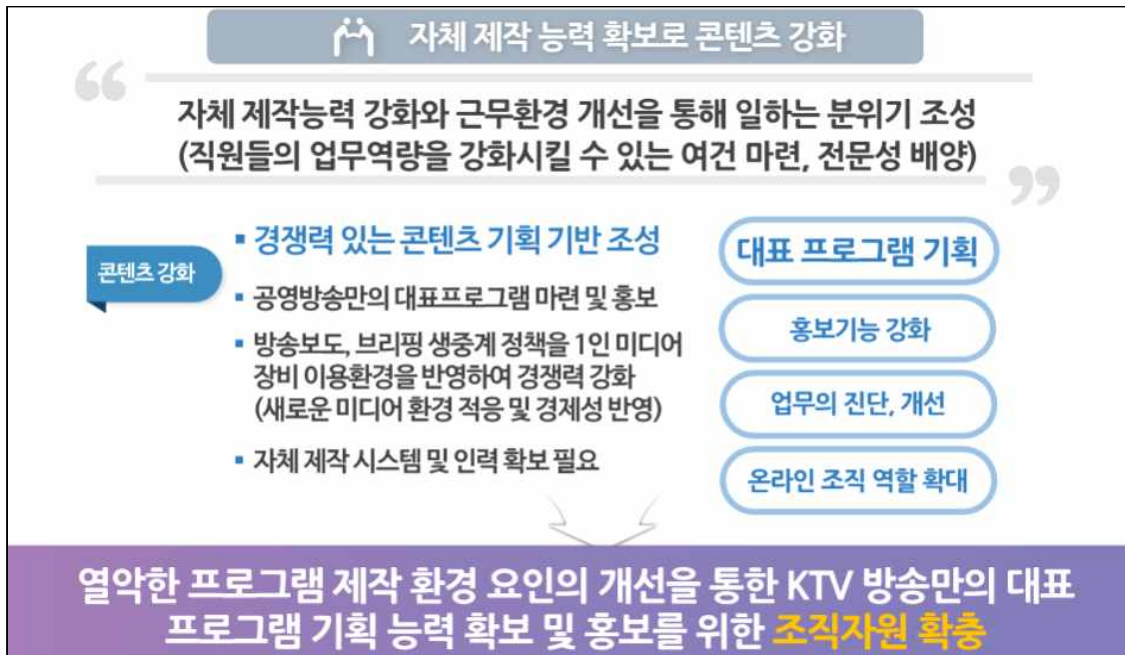 자체 제작 능력 확보로 콘텐츠 강화
“
자체 제작능력 강화와 근무환경 개선을 통해 일하는 분위기 조성
(직원들의 업무역량을 강화시킬 수 있는 여건 마련, 전문성 배양)
”
콘텐츠 강화
▪ 경쟁력 있는 콘텐츠 기획 기반 조성
▪ 공영방송만의 대표프로그램 마련 및 홍보
▪ 방송보도, 브리핑 생중계 정책을 1인 미디어
장비 이용환경을 반영하여 경쟁력 강화
(새로운 미디어 환경 적응 및 경제성 반영)
▪ 자체 제작 시스템 및 인력 확보 필요
대표 프로그램 기획
홍보기능 강화
업무의 진단, 개선
온라인 조직 역할 확대
열악한 프로그램 제작 환경 요인의 개선을 통한 KTV 방송만의 대표
프로그램 기획 능력 확보 및 홍보를 위한 조직자원 확충